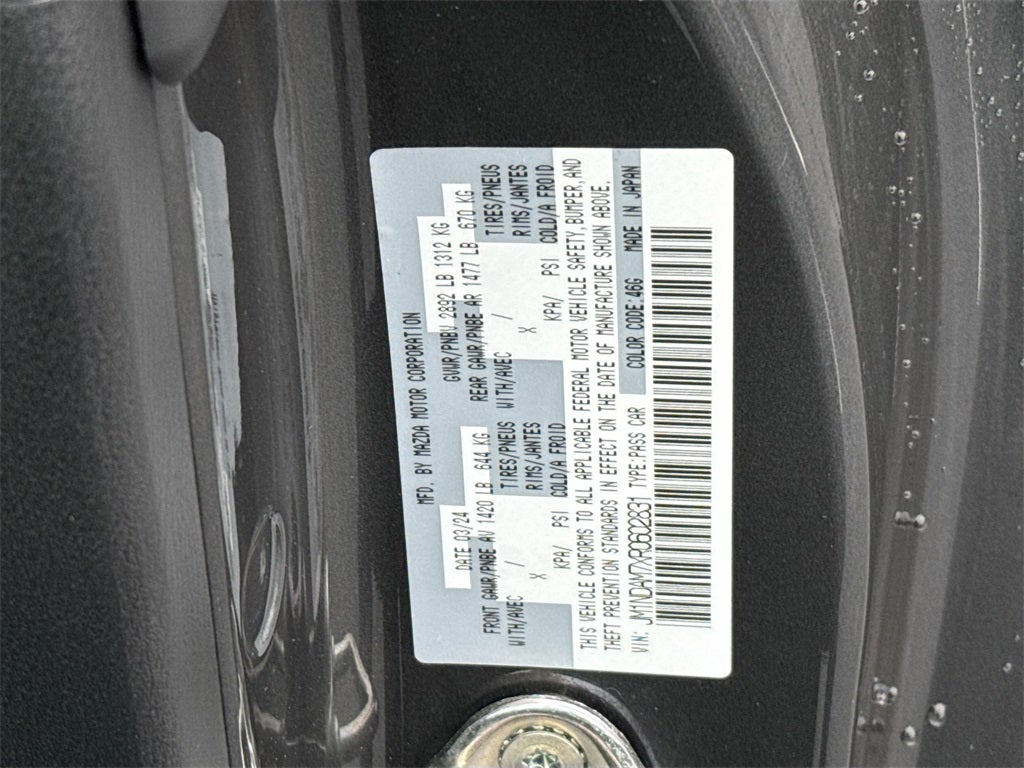 MFD. BY MAZDA MOTOR CORPORATION
DATE 03/24 GVWR/PNBV 2892 LB 1312 KG
FRONT GAWR/PNBE AV 1420 LB 644 KG REAR GAWR/PNBE AR 1477 LB 670 KG
WITH/AVEC TIRES/PNEUS WITH/AVEC TIRES/PNEUS
X / RIMS/JANTES X / RIMS/JANTES
KPA/ PSI COLD/A FROID KPA/ PSI COLD/A FROID
THIS VEHICLE CONFORMS TO ALL APPLICABLE FEDERAL MOTOR VEHICLE SAFETY, BUMPER, AND
THEFT PREVENTION STANDARDS IN EFFECT ON THE DATE OF MANUFACTURE SHOWN ABOVE.
VIN: JM1NDAM7XR0602831 TYPE:PASS CAR COLOR CODE:46G MADE IN JAPAN